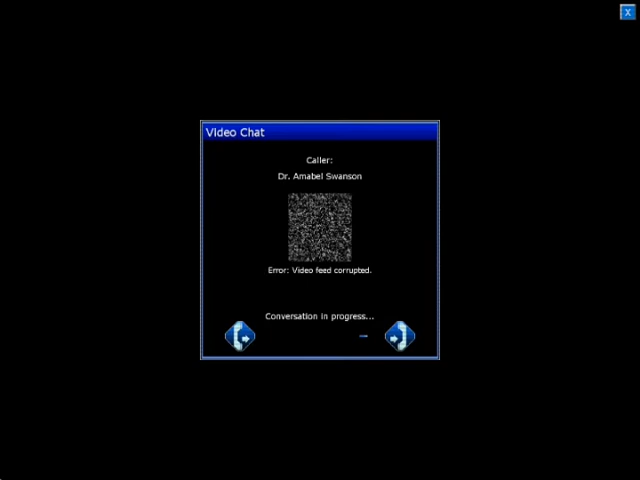 X
Video Chat
Caller:
Dr. Amabel Swanson
Error: Video feed corrupted.
Conversation in progress...